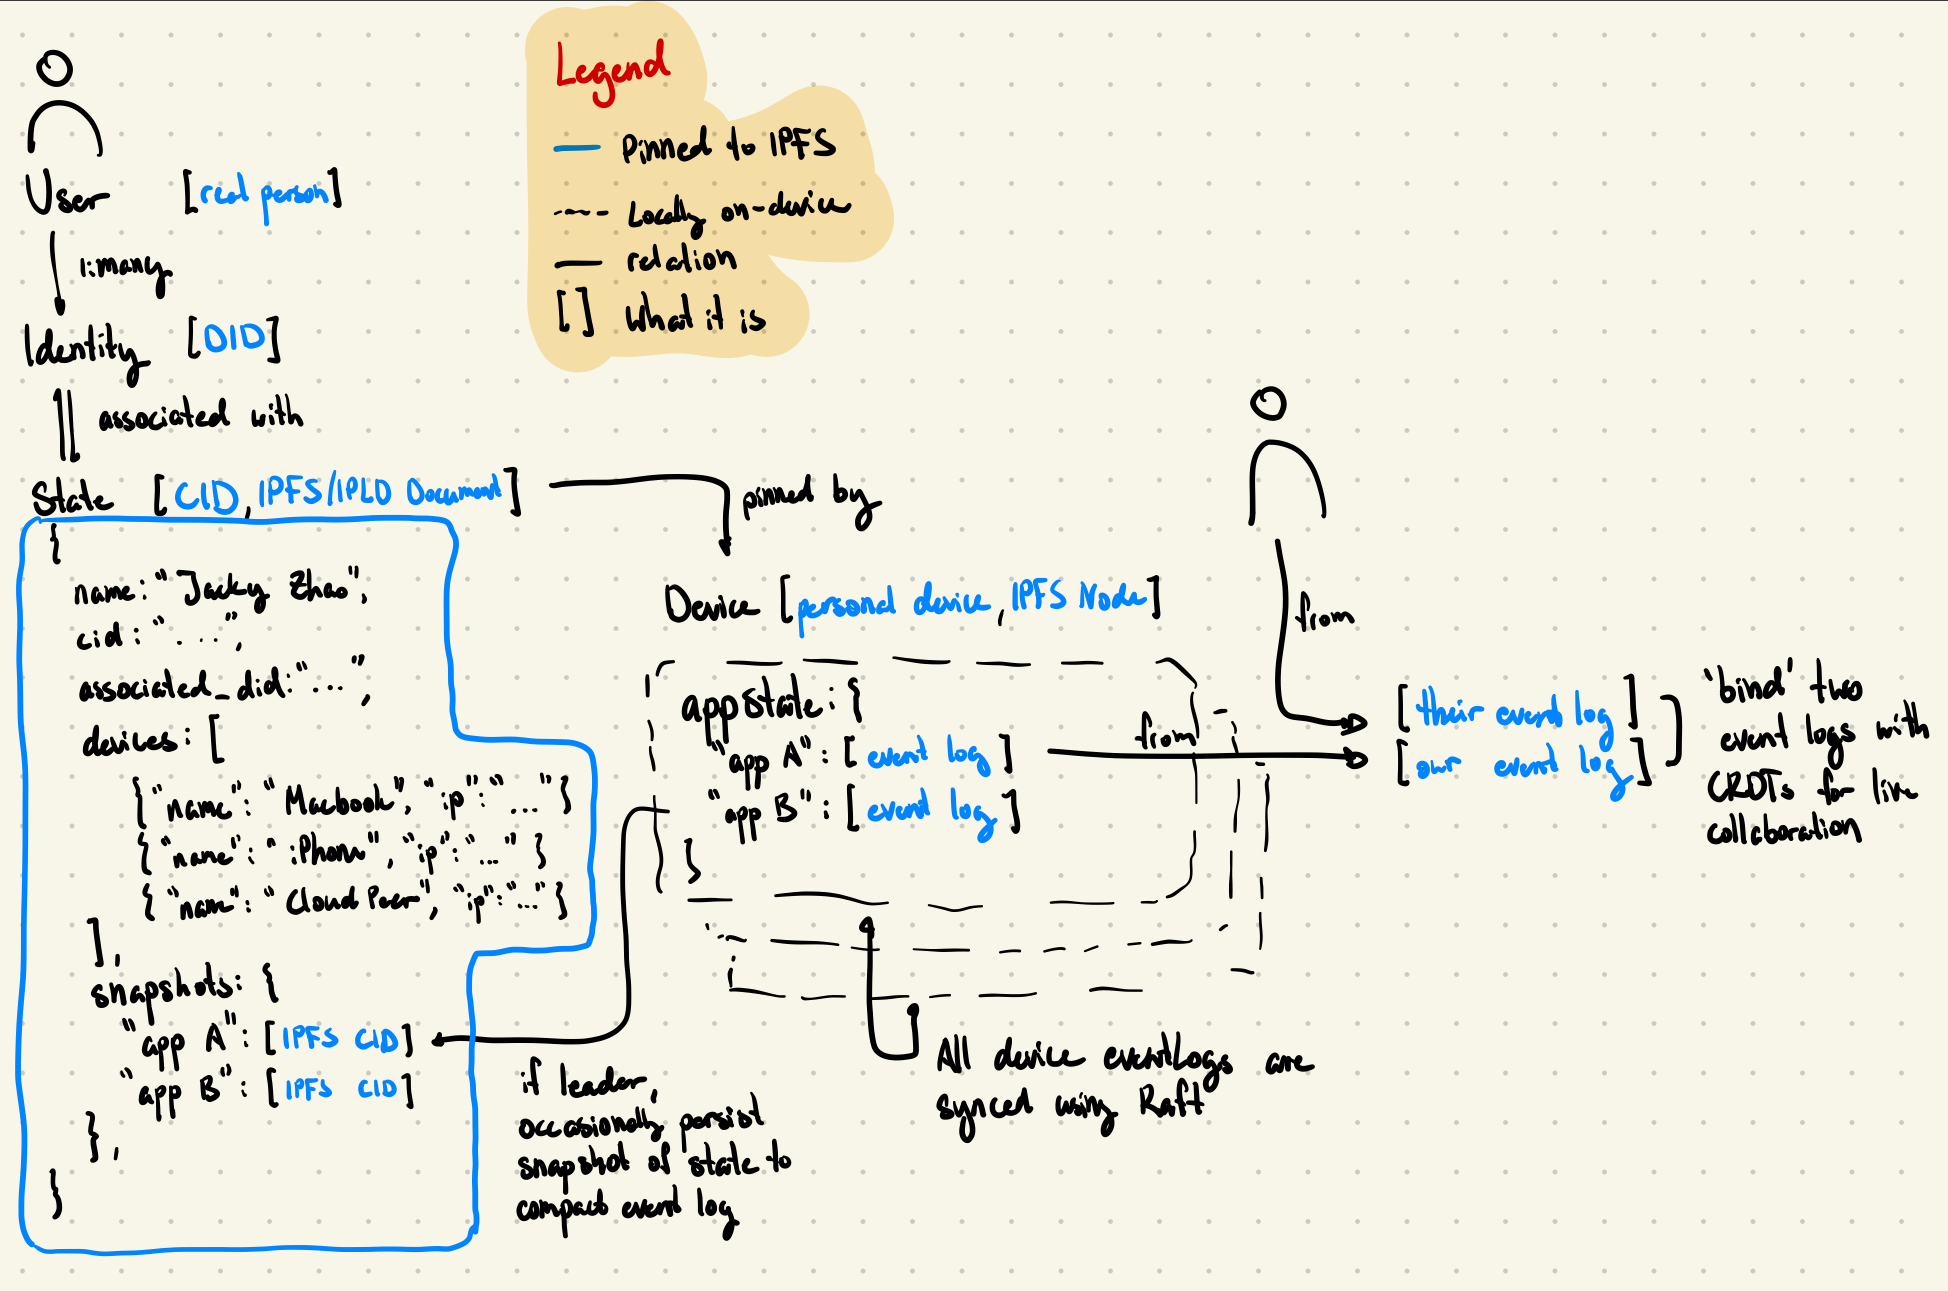 Legend
Pinned to IPFS
Locally on-device
relation
[ ] What it is
User [real person]
1:many
Identity [DID]
associated with
State [CID, IPFS/IPLD Document]
{
name: "Jacky Zhao",
cid: "...",
associated_did: "...",
devices: [
{"name": "Macbook", "ip": "..."}
{"name": "iPhone", "ip": "..."}
{"name": "Cloud Peer", "ip": "..."}
],
snapshots: {
"app A": [IPFS CID]
"app B": [IPFS CID]
},
}
pinned by
Device [personal device, IPFS Node]
appstate: {
"app A": [event log]
"app B": [event log]
}
from
if leader,
occasionally persist
snapshot of state to
compact event log
All device eventlogs are
synced using Raft
from
[their event log]
[our event log]
'bind' two
event logs with
CRDTs for live
collaboration